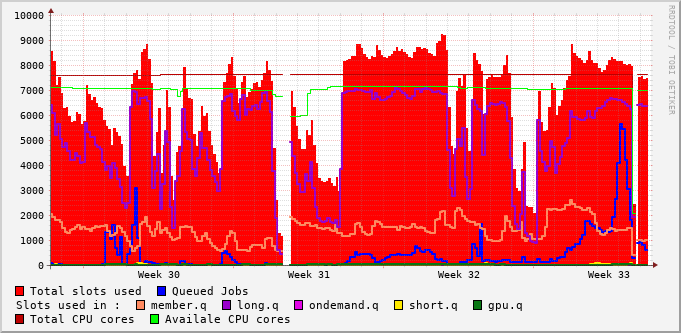 10000
9000
8000
7000
6000
5000
4000
3000
2000
1000
0
Week 30 Week 31 Week 32 Week 33
Total slots used Queued Jobs
Slots used in : member.q long.q ondemand.q short.q gpu.q
Total CPU cores Availale CPU cores
RRDTOOL / TOBI OETIKER